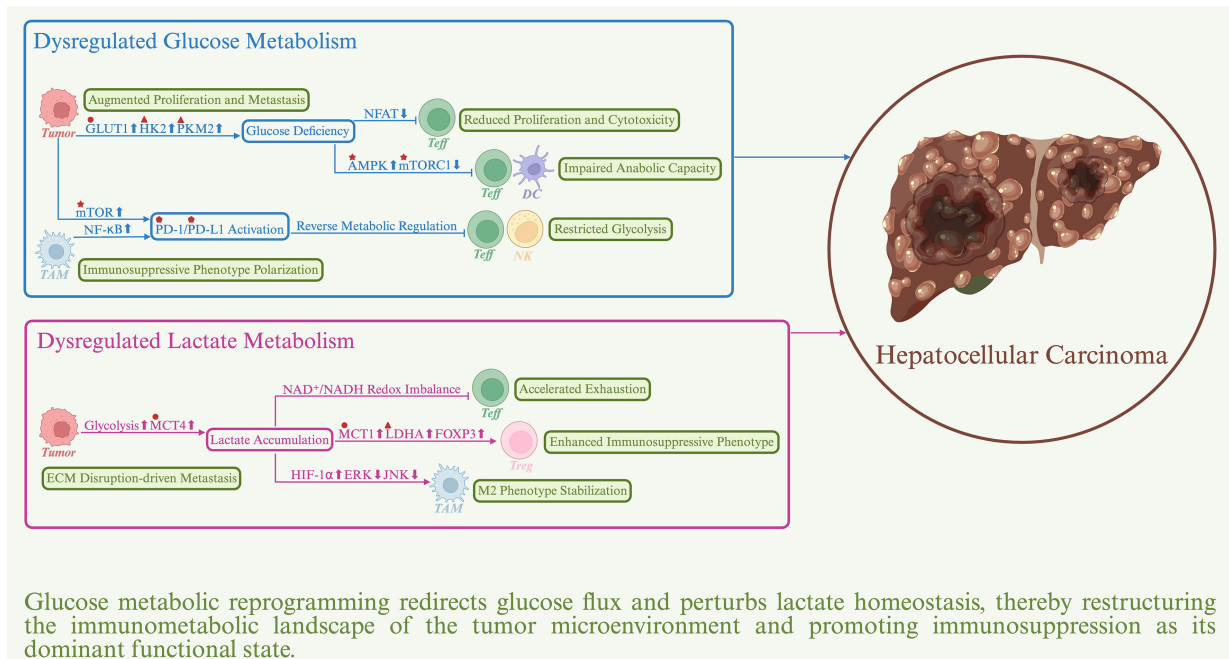 Dysregulated Glucose Metabolism
Augmented Proliferation and Metastasis
Tumor
GLUT1⬆HK2⬆PKM2⬆
Glucose Deficiency
NFAT⬇
Teff
Reduced Proliferation and Cytotoxicity
AMPK⬆mTORC1⬇
Teff
DC
Impaired Anabolic Capacity
mTOR⬆
NF-κB⬆
TAM
PD-1/PD-L1 Activation
Reverse Metabolic Regulation
Teff
NK
Restricted Glycolysis
Immunosuppressive Phenotype Polarization
Dysregulated Lactate Metabolism
Tumor
Glycolysis⬆MCT4⬆
Lactate Accumulation
ECM Disruption-driven Metastasis
NAD⁺/NADH Redox Imbalance
Teff
Accelerated Exhaustion
MCT1⬆LDHA⬆FOXP3⬆
Treg
Enhanced Immunosuppressive Phenotype
HIF-1α⬆ERK⬇JNK⬇
TAM
M2 Phenotype Stabilization
Hepatocellular Carcinoma
Glucose metabolic reprogramming redirects glucose flux and perturbs lactate homeostasis, thereby restructuring
the immunometabolic landscape of the tumor microenvironment and promoting immunosuppression as its
dominant functional state.